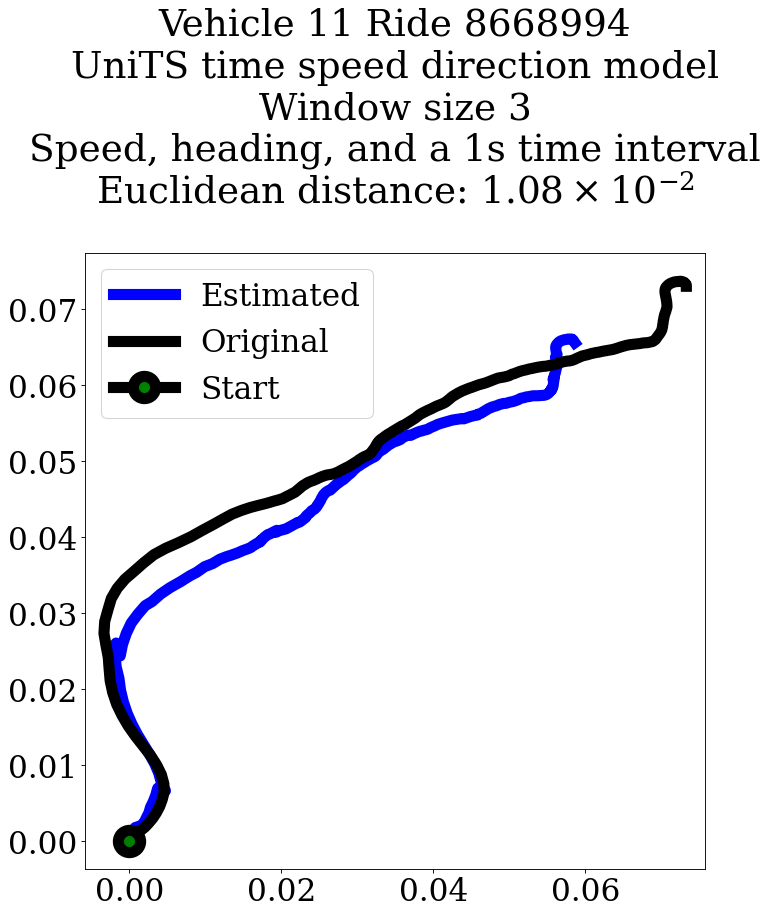 Vehicle 11 Ride 8668994
UniTS time speed direction model
Window size 3
Speed, heading, and a 1s time interval
Euclidean distance: 1.08 × 10⁻²
Estimated
Original
Start
0.07
0.06
0.05
0.04
0.03
0.02
0.01
0.00
0.00 0.02 0.04 0.06